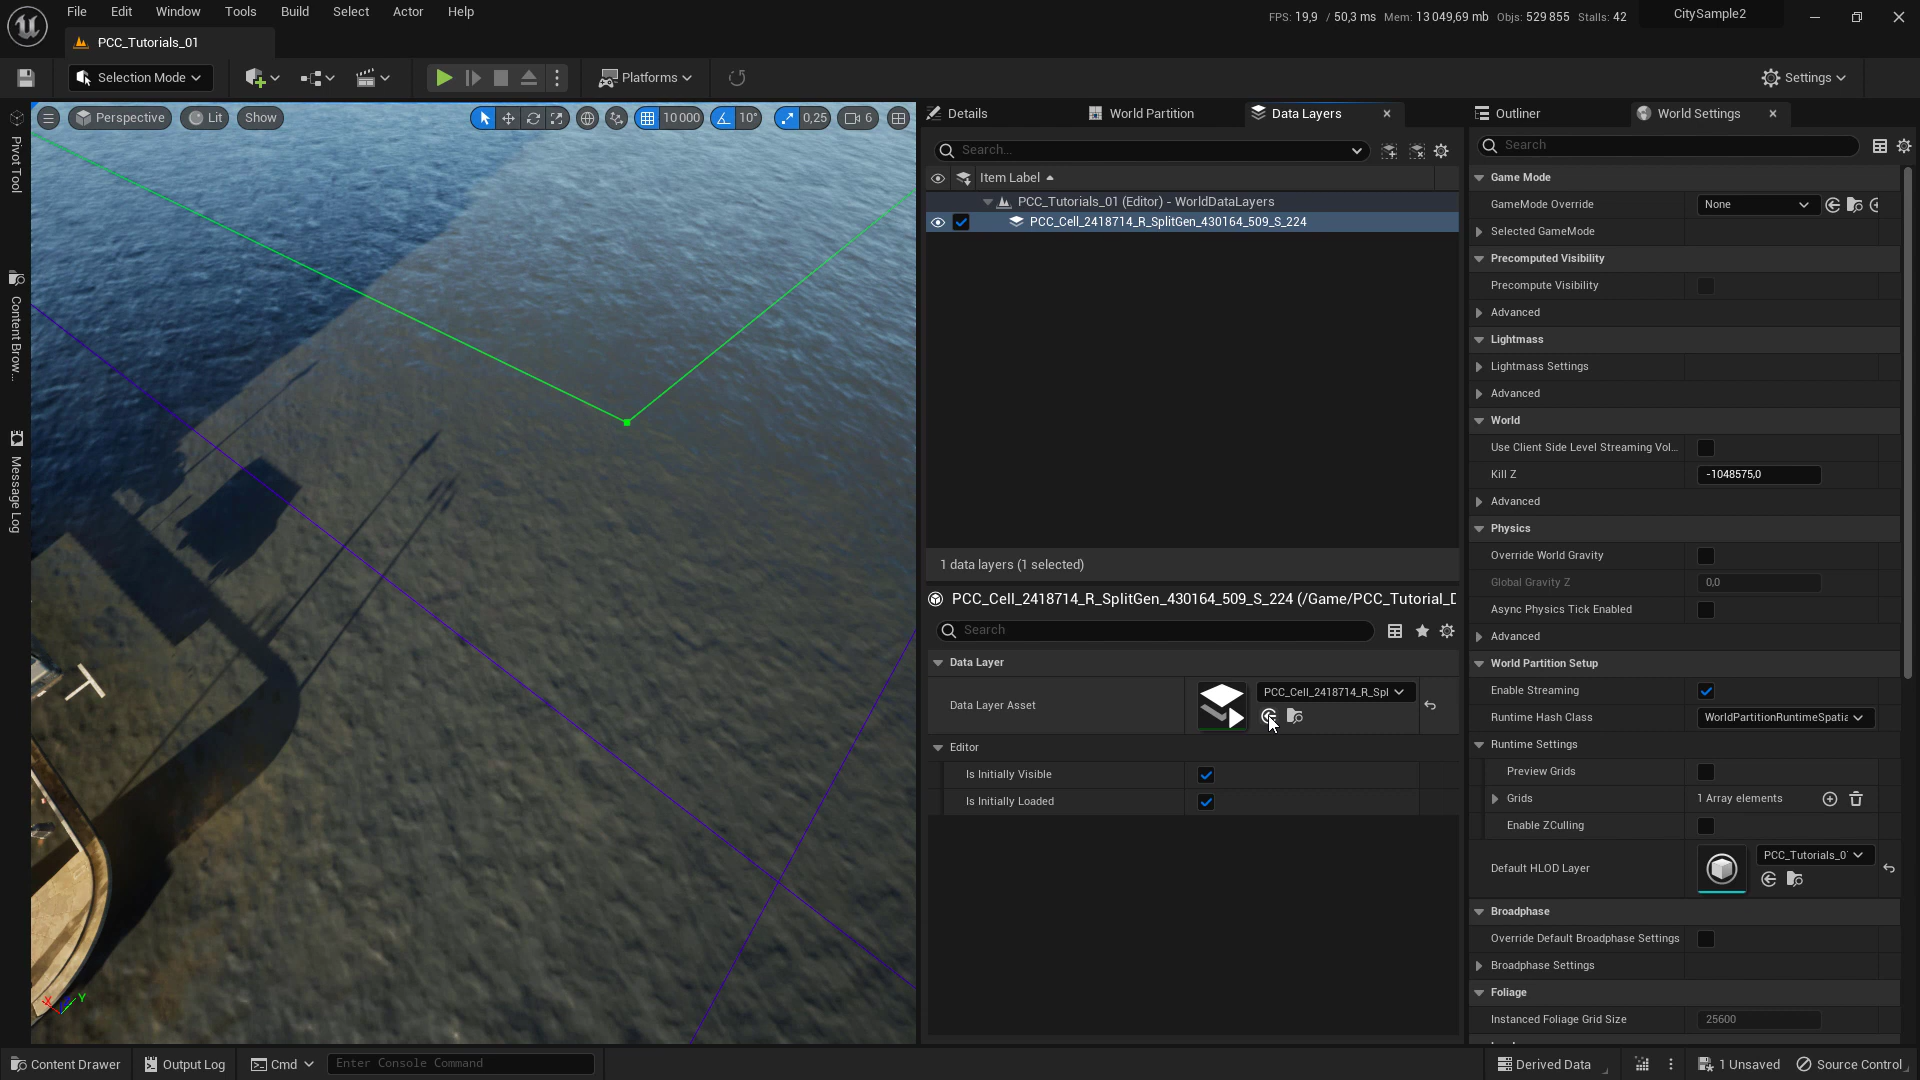 File Edit Window Tools Build Select Actor Help
FPS: 19,9 / 50,3 ms Mem: 13 049,69 mb Objs: 529 855 Stalls: 42
CitySample2
PCC_Tutorials_01
Selection Mode
Platforms
Settings
Pivot Tool
Content Brow...
Message Log
Perspective
Lit
Show
10 000
10°
0,25
6
Details
World Partition
Data Layers
Search...
Item Label
PCC_Tutorials_01 (Editor) - WorldDataLayers
PCC_Cell_2418714_R_SplitGen_430164_509_S_224
1 data layers (1 selected)
PCC_Cell_2418714_R_SplitGen_430164_509_S_224 (/Game/PCC_Tutorial_D
Search
Data Layer
Data Layer Asset
PCC_Cell_2418714_R_Spl
Editor
Is Initially Visible
Is Initially Loaded
Outliner
World Settings
Search
Game Mode
GameMode Override
None
Selected GameMode
Precomputed Visibility
Precompute Visibility
Advanced
Lightmass
Lightmass Settings
Advanced
World
Use Client Side Level Streaming Vol...
Kill Z
-1048575,0
Advanced
Physics
Override World Gravity
Global Gravity Z
0,0
Async Physics Tick Enabled
Advanced
World Partition Setup
Enable Streaming
Runtime Hash Class
WorldPartitionRuntimeSpatia
Runtime Settings
Preview Grids
Grids
1 Array elements
Enable ZCulling
Default HLOD Layer
PCC_Tutorials_0
Broadphase
Override Default Broadphase Settings
Broadphase Settings
Foliage
Instanced Foliage Grid Size
25600
X
Y
Content Drawer
Output Log
Cmd
Enter Console Command
Derived Data
1 Unsaved
Source Control